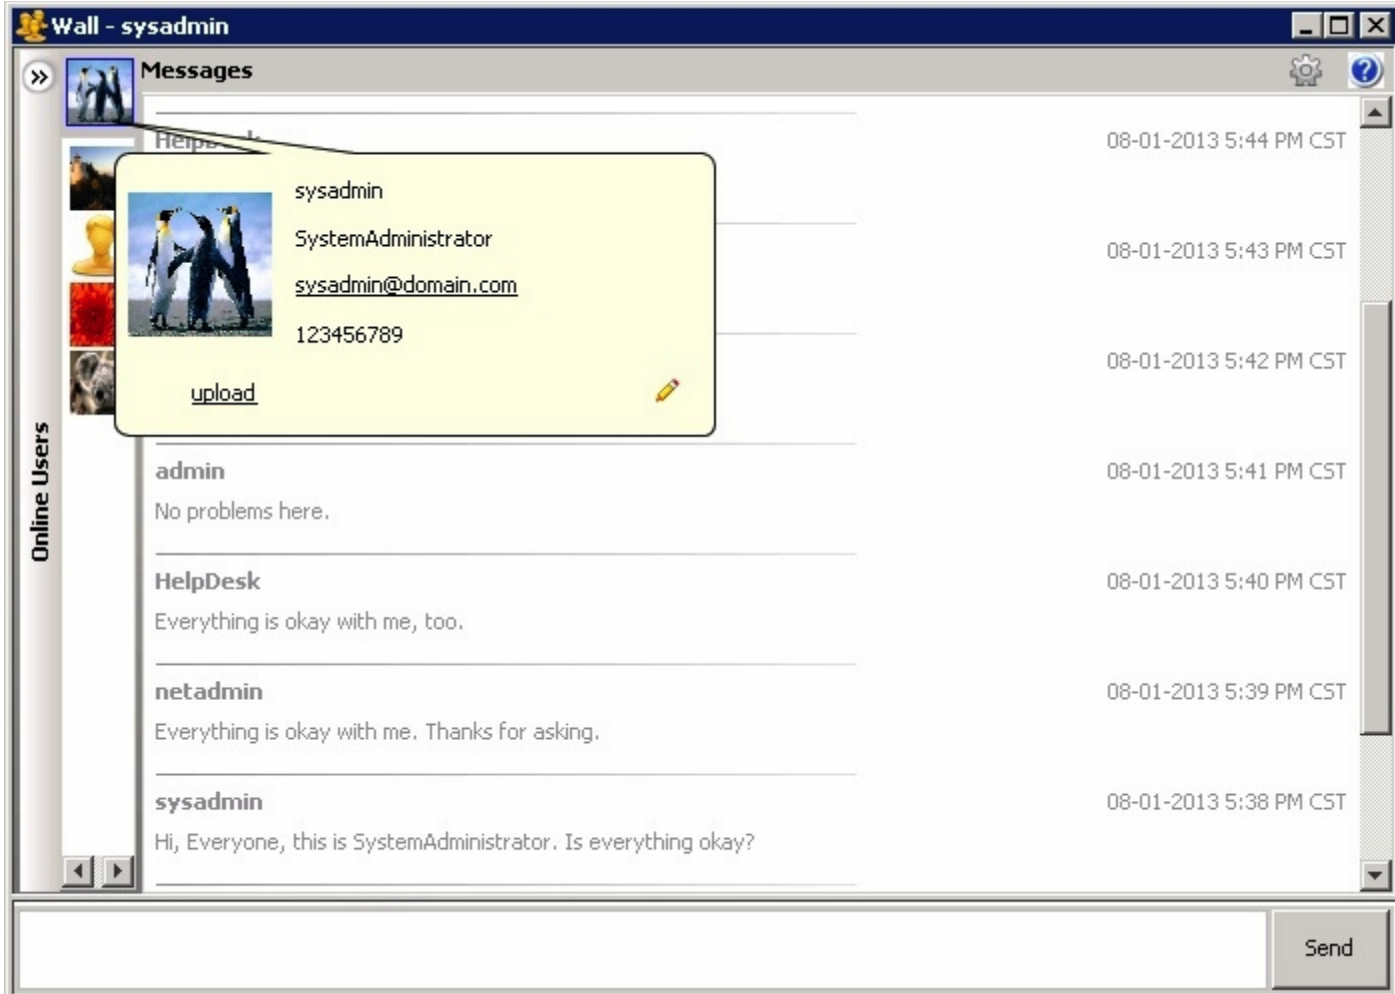 Wall - sysadmin
Messages
08-01-2013 5:44 PM CST
sysadmin
SystemAdministrator
08-01-2013 5:43 PM CST
sysadmin@domain.com
123456789
08-01-2013 5:42 PM CST
upload
Online Users
admin 08-01-2013 5:41 PM CST
No problems here.
HelpDesk 08-01-2013 5:40 PM CST
Everything is okay with me, too.
netadmin 08-01-2013 5:39 PM CST
Everything is okay with me. Thanks for asking.
sysadmin 08-01-2013 5:38 PM CST
Hi, Everyone, this is SystemAdministrator. Is everything okay?
Send